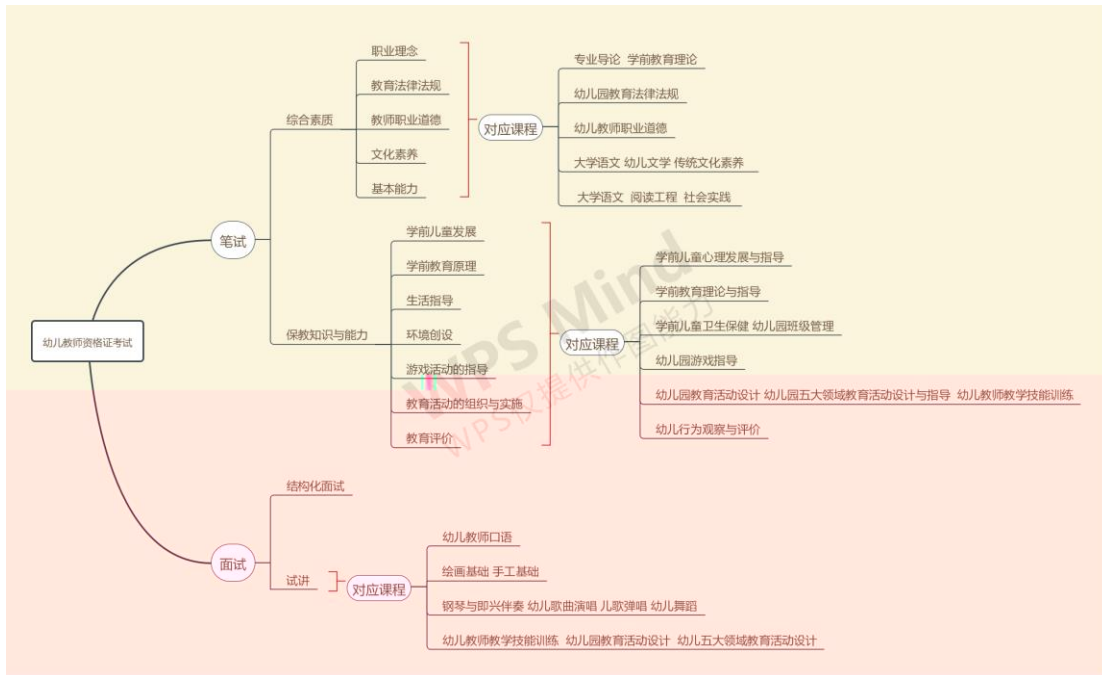 幼儿教师资格证考试
笔试
综合素质
职业理念
教育法律法规
教师职业道德
文化素养
基本能力
对应课程
专业导论 学前教育理论
幼儿园教育法律法规
幼儿教师职业道德
大学语文 幼儿文学 传统文化素养
大学语文 阅读工程 社会实践
保教知识与能力
学前儿童发展
学前教育原理
生活指导
环境创设
游戏活动的指导
教育活动的组织与实施
教育评价
对应课程
学前儿童心理发展与指导
学前教育理论与指导
学前儿童卫生保健 幼儿园班级管理
幼儿园游戏指导
幼儿园教育活动设计 幼儿园五大领域教育活动设计与指导 幼儿教师教学技能训练
幼儿行为观察与评价
面试
结构化面试
试讲
对应课程
幼儿教师口语
绘画基础 手工基础
钢琴与即兴伴奏 幼儿歌曲演唱 儿歌弹唱 幼儿舞蹈
幼儿教师教学技能训练 幼儿园教育活动设计 幼儿五大领域教育活动设计
WPS Mind
WPS仅提供作图能力